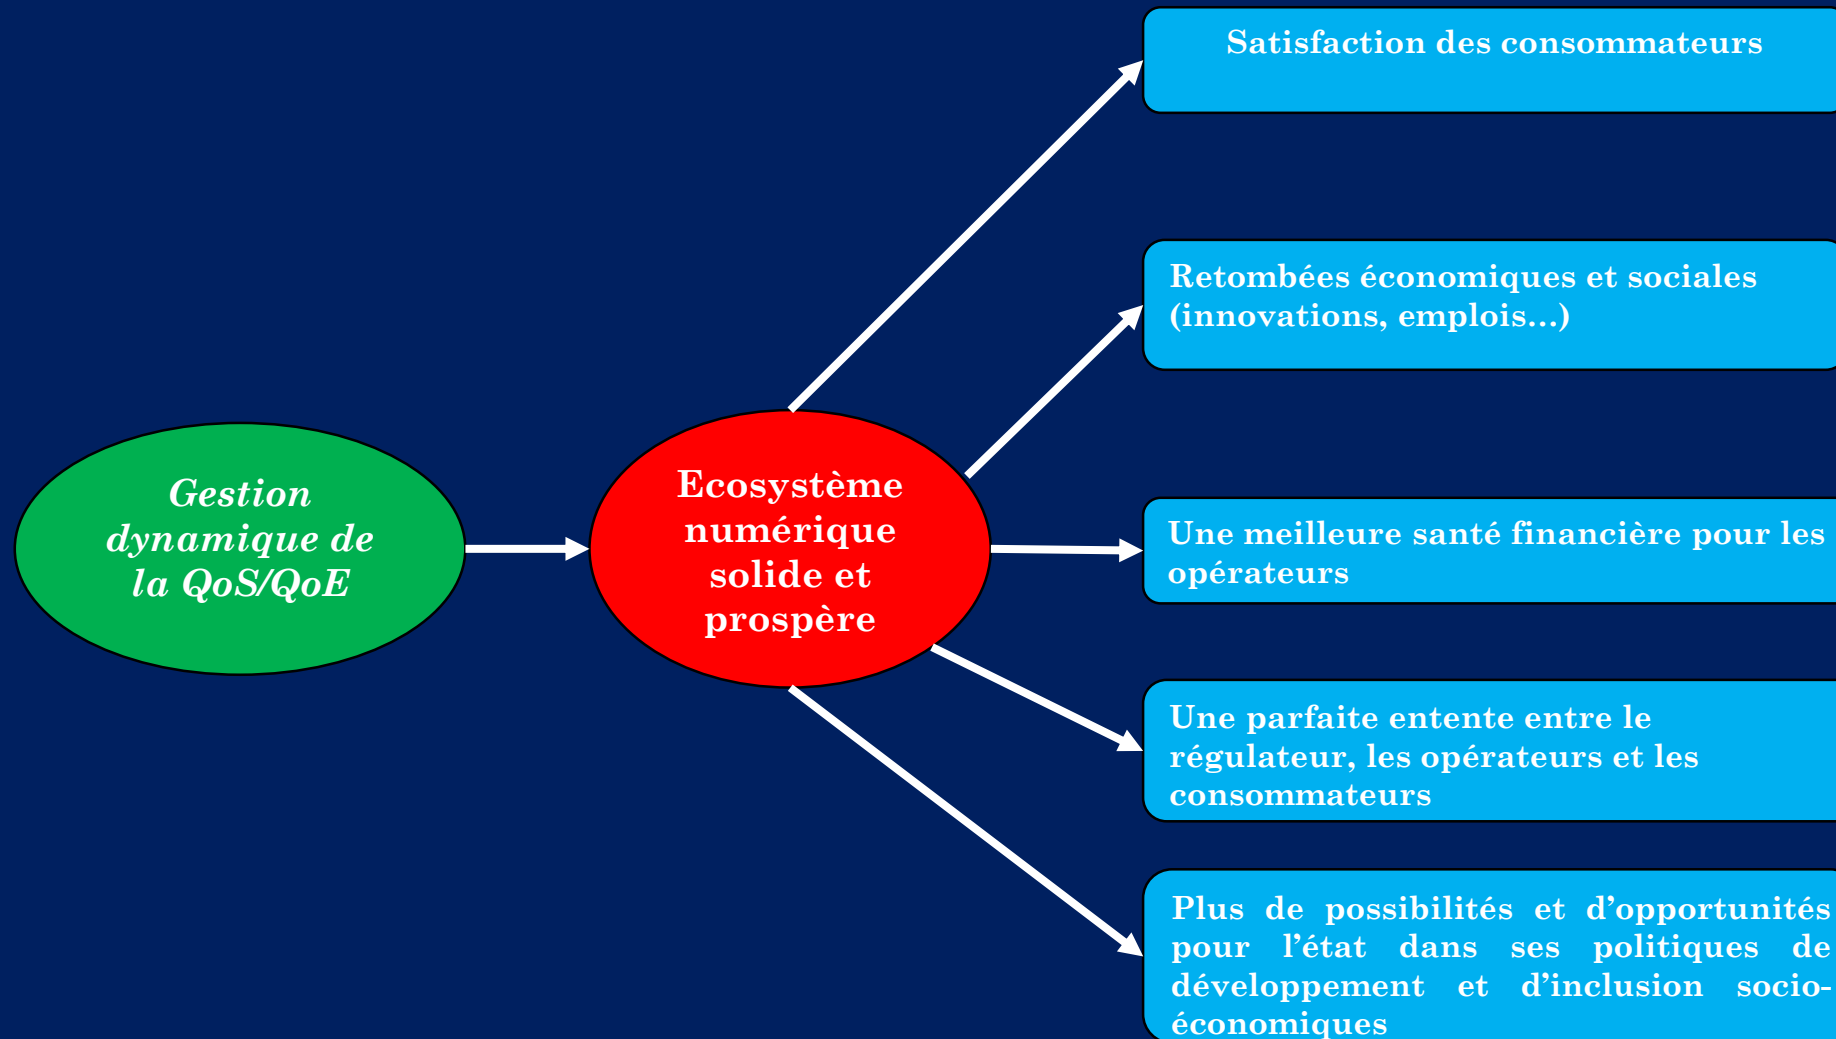 Satisfaction des consommateurs
Retombées économiques et sociales
(innovations, emplois...)
Gestion
dynamique de
la QoS/QoE
Ecosystème
numérique
solide et
prospère
Une meilleure santé financière pour les
opérateurs
Une parfaite entente entre le
régulateur, les opérateurs et les
consommateurs
Plus de possibilités et d’opportunités
pour l’état dans ses politiques de
développement et d’inclusion socio-
économiques